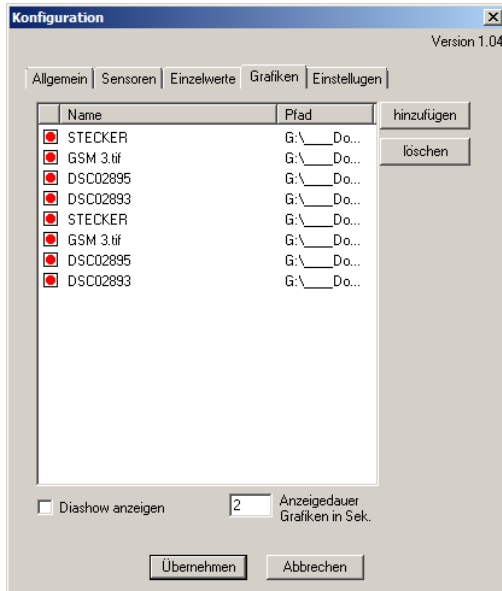 Konfiguration
Version 1.04
Allgemein Sensoren Einzelwerte Grafiken Einstellugen
Name Pfad hinzufügen
STECKER G:\____Do...
GSM 3.tif G:\____Do... löschen
DSC02895 G:\____Do...
DSC02893 G:\____Do...
STECKER G:\____Do...
GSM 3.tif G:\____Do...
DSC02895 G:\____Do...
DSC02893 G:\____Do...
Diashow anzeigen 2 Anzeigedauer
Grafiken in Sek.
Übernehmen Abbrechen